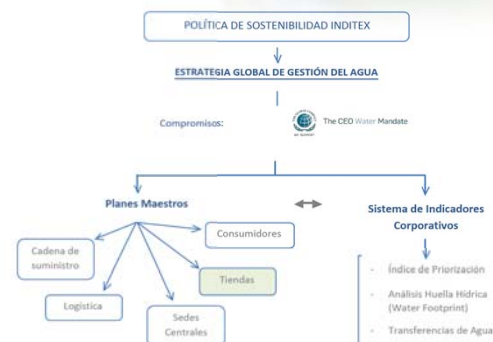 POLÍTICA DE SOSTENIBILIDAD INDITEX
ESTRATEGIA GLOBAL DE GESTIÓN DEL AGUA
Compromisos:
The CEO Water Mandate
Planes Maestros
Sistema de Indicadores
Corporativos
Consumidores
Cadena de
suministro
Tiendas
Logística
Sedes
Centrales
- Índice de Priorización
- Análisis Huella Hídrica
(Water Footprint)
- Transferencias de Agua